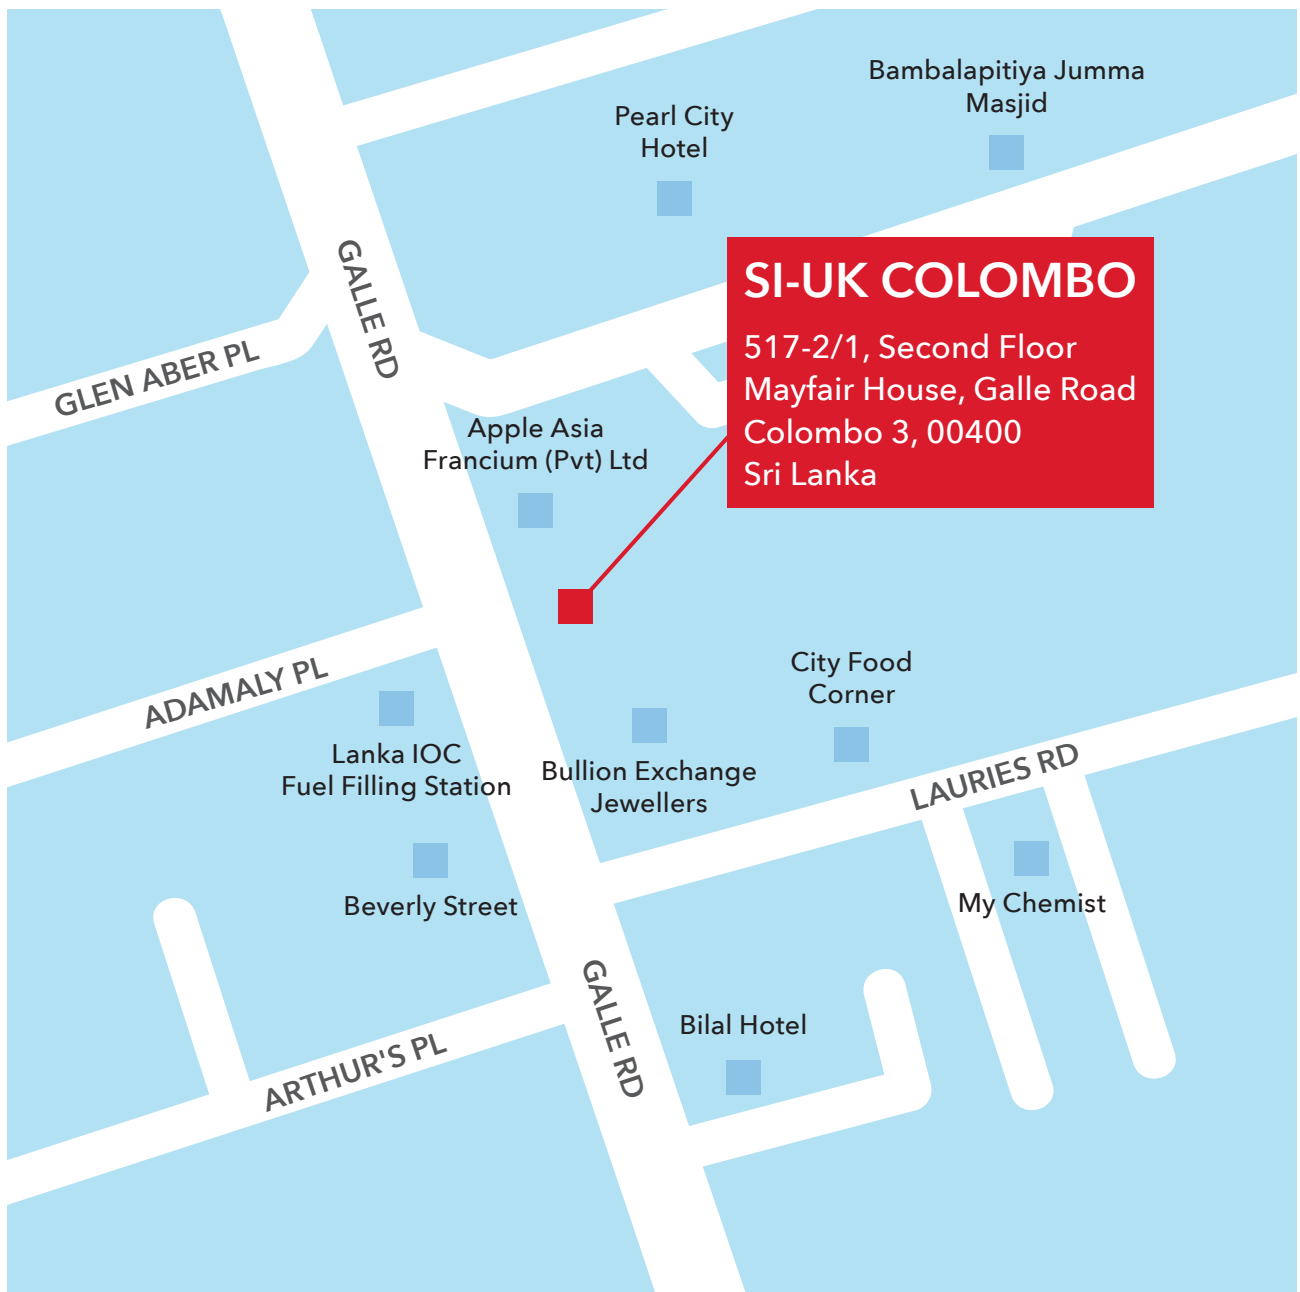 Bambalapitiya Jumma
Masjid
Pearl City
Hotel
GALLE RD
SI-UK COLOMBO
517-2/1, Second Floor
Mayfair House, Galle Road
Colombo 3, 00400
Sri Lanka
GLEN ABER PL
Apple Asia
Francium (Pvt) Ltd
ADAMALY PL
City Food
Corner
Lanka IOC
Fuel Filling Station
Bullion Exchange
Jewellers
LAURIES RD
Beverly Street
My Chemist
GALLE RD
Bilal Hotel
ARTHUR'S PL